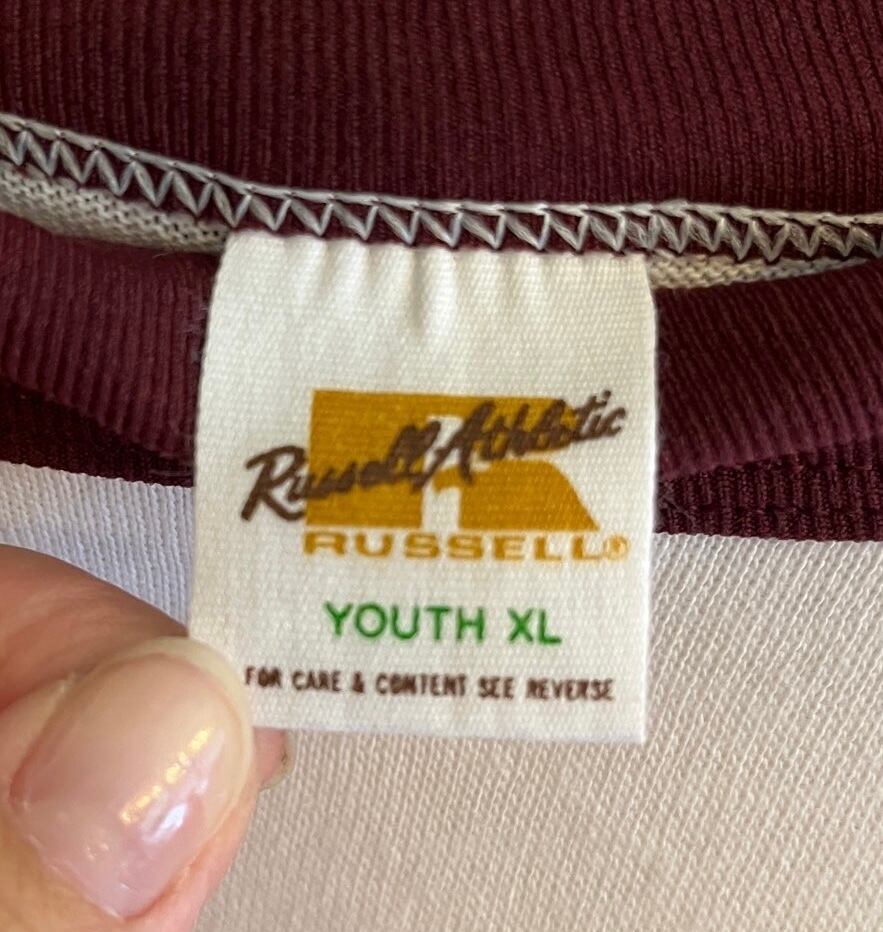 Russell Athletic
RUSSELL®
YOUTH XL
FOR CARE & CONTENT SEE REVERSE